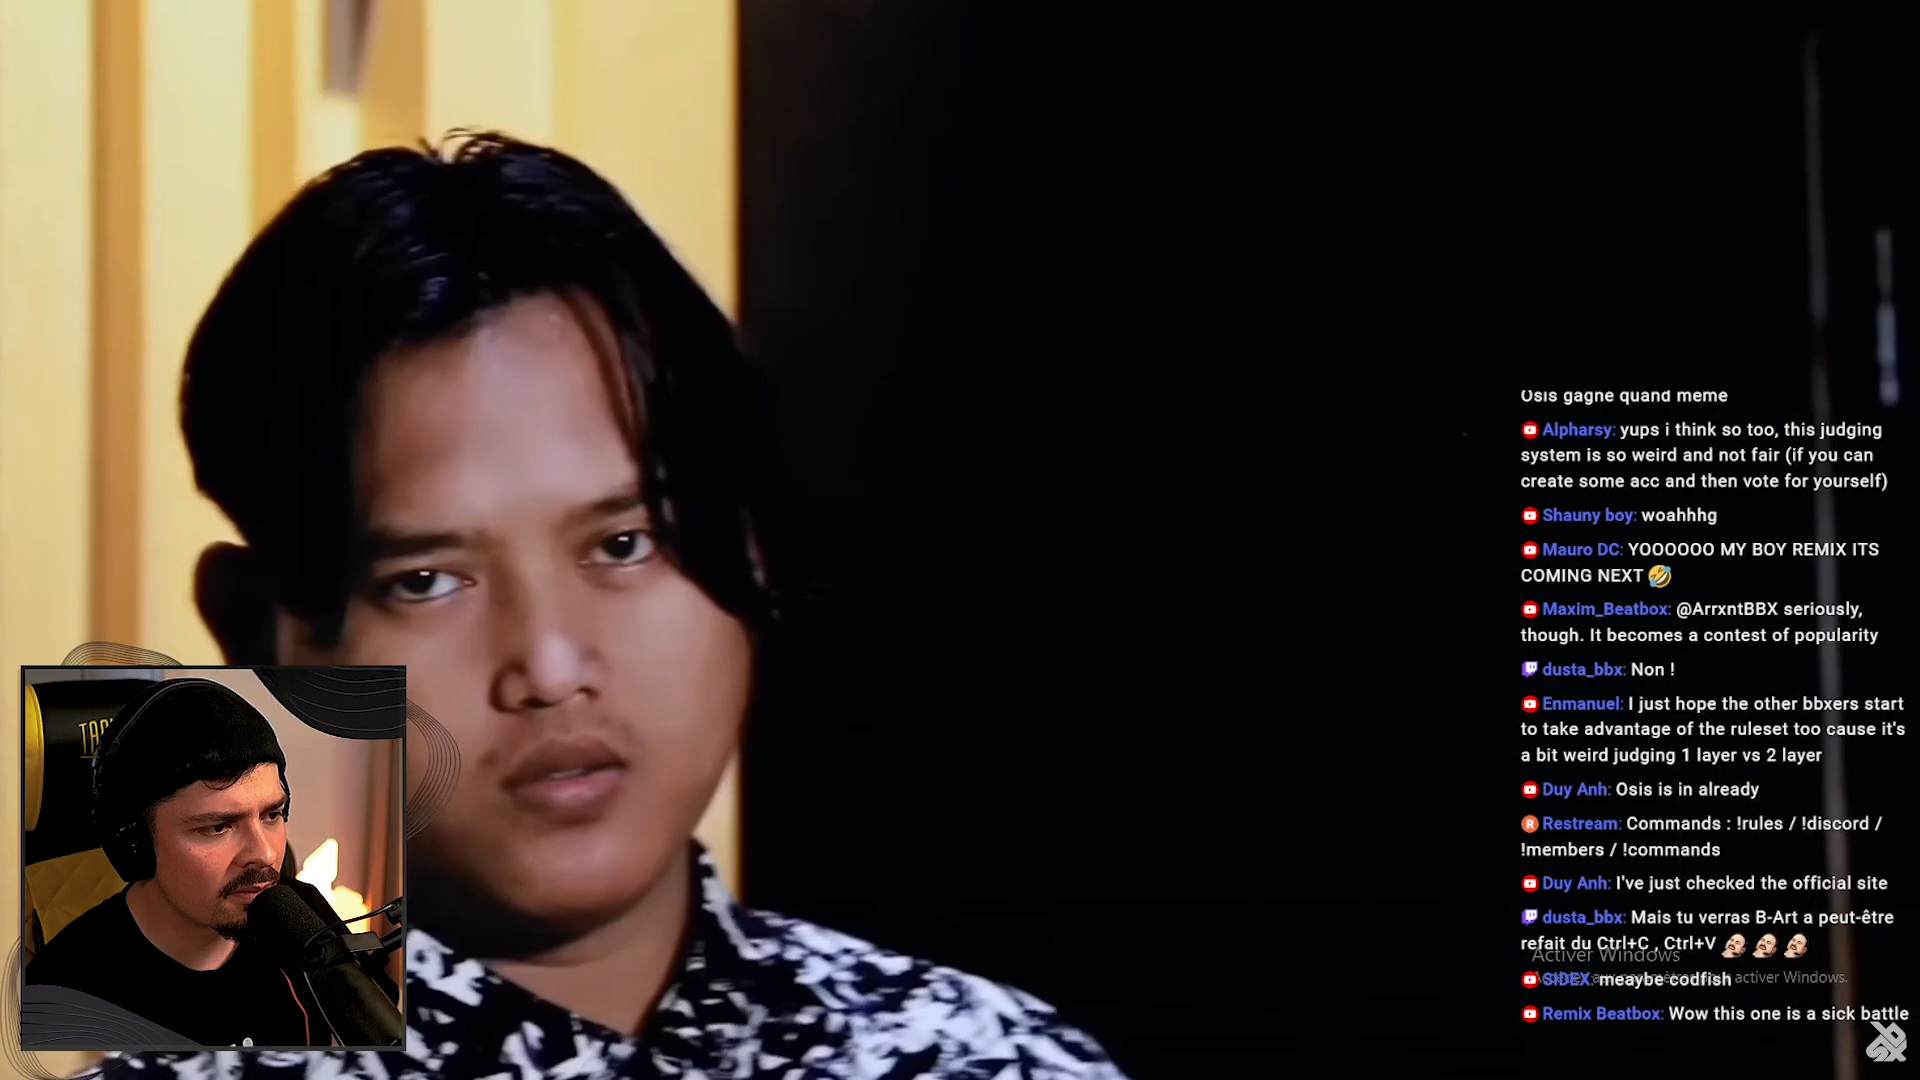 Osis gagne quand meme
Alpharsy: yups i think so too, this judging
system is so weird and not fair (if you can
create some acc and then vote for yourself)
Shauny boy: woahhhg
Mauro DC: YOOOOOO MY BOY REMIX ITS
COMING NEXT 🤣
Maxim_Beatbox: @ArrxntBBX seriously,
though. It becomes a contest of popularity
dusta_bbx: Non !
Enmanuel: I just hope the other bbxers start
to take advantage of the ruleset too cause it's
a bit weird judging 1 layer vs 2 layer
Duy Anh: Osis is in already
Restream: Commands : !rules / !discord /
!members / !commands
Duy Anh: I've just checked the official site
dusta_bbx: Mais tu verras B-Art a peut-être
refait du Ctrl+C , Ctrl+V
Activer Windows
activer Windows.
SIDEX: meaybe codfish
Remix Beatbox: Wow this one is a sick battle